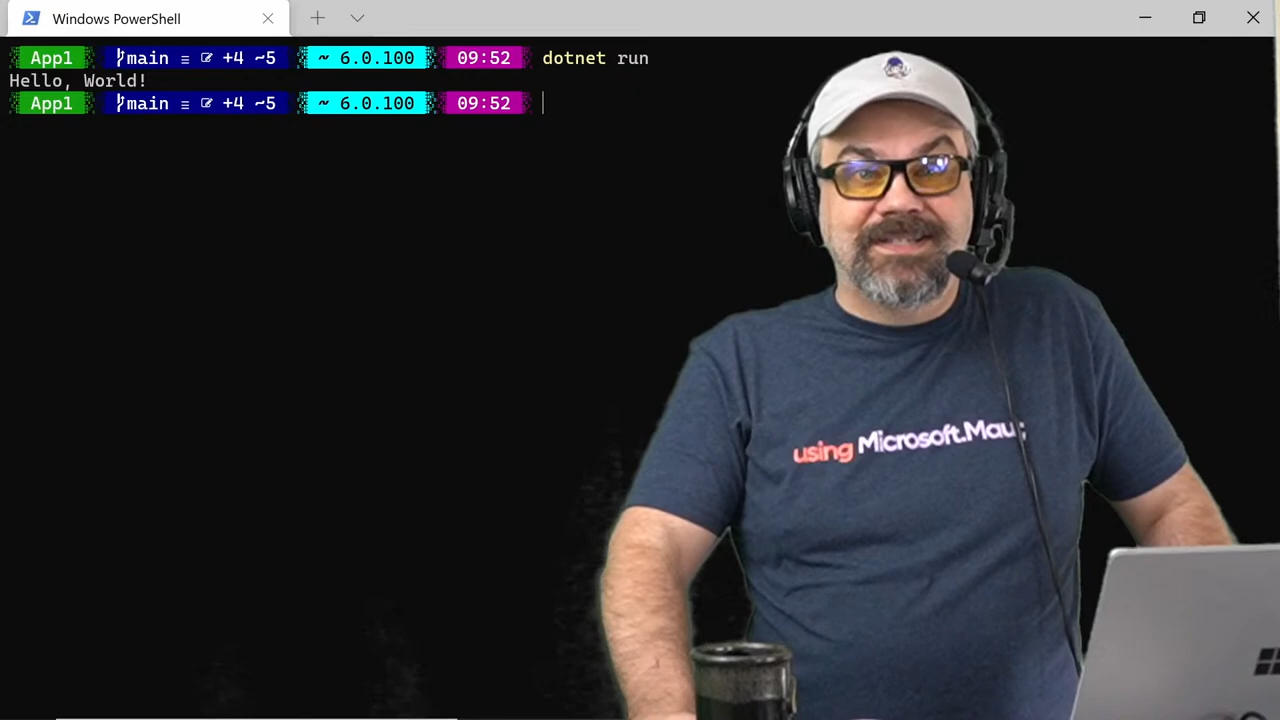 Windows PowerShell
App1 main ≡ +4 ~5 ~ 6.0.100 09:52 dotnet run
Hello, World!
App1 main ≡ +4 ~5 ~ 6.0.100 09:52
using Microsoft.Maui;